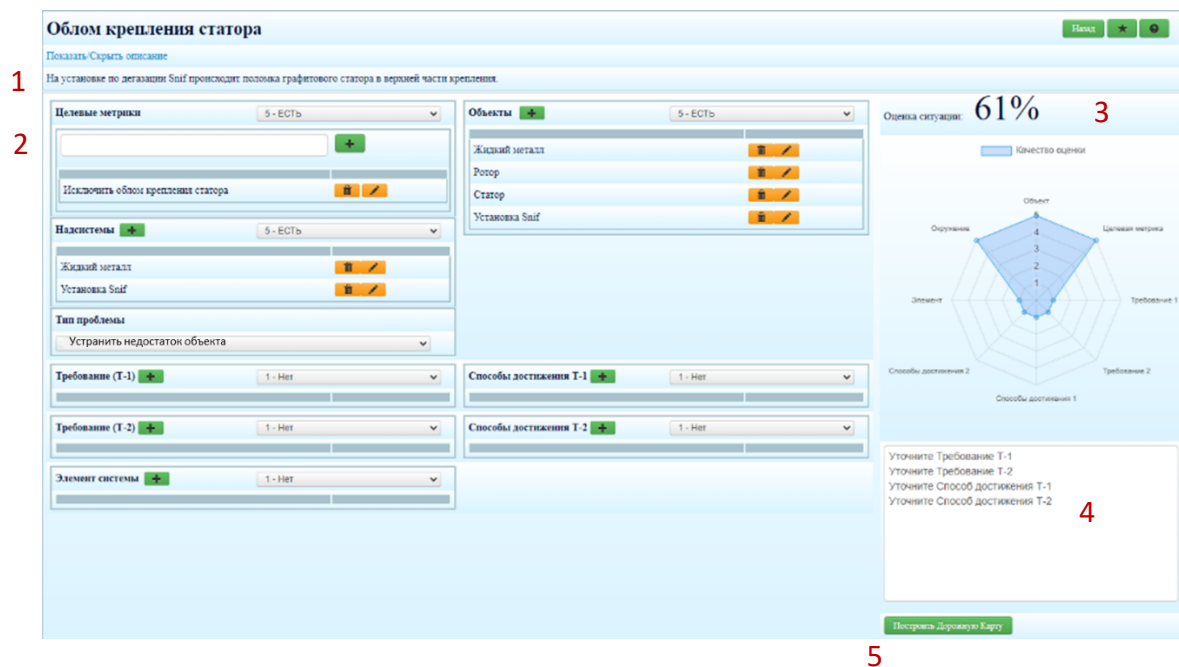 Облом крепления статора
Назад
Показать/Скрыть описание
1
На установке по дегазации Snif происходит поломка графитового статора в верхней части крепления.
Целевые метрики
5 - ЕСТЬ
2
Исключить облом крепления статора
Надсистемы
5 - ЕСТЬ
Жидкий металл
Установка Snif
Тип проблемы
Устранить недостаток объекта
Объекты
5 - ЕСТЬ
Жидкий металл
Ротор
Статор
Установка Snif
Требование (Т-1)
1 - Нет
Способы достижения Т-1
1 - Нет
Требование (Т-2)
1 - Нет
Способы достижения Т-2
1 - Нет
Элемент системы
1 - Нет
Оценка ситуации: 61%
3
Качество оценки
Объект
Окружение
Целевая метрика
5
4
3
2
1
Элемент
Требование 1
Способы достижения 2
Требование 2
Способы достижения 1
Уточните Требование Т-1
Уточните Требование Т-2
Уточните Способ достижения Т-1
Уточните Способ достижения Т-2
4
Построить Дорожную Карту
5